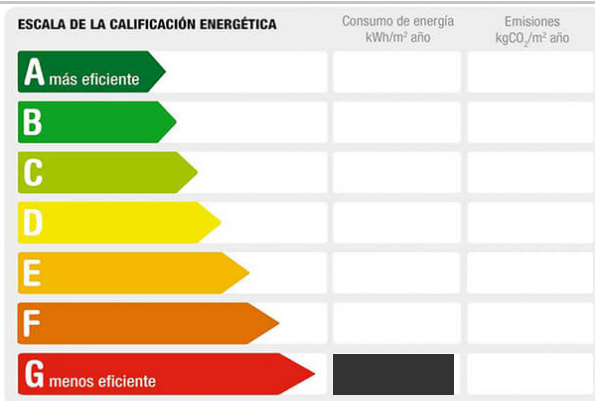 ESCALA DE LA CALIFICACIÓN ENERGÉTICA
Consumo de energía
kWh/m² año
Emisiones
kgCO₂/m² año
A más eficiente
B
C
D
E
F
G menos eficiente